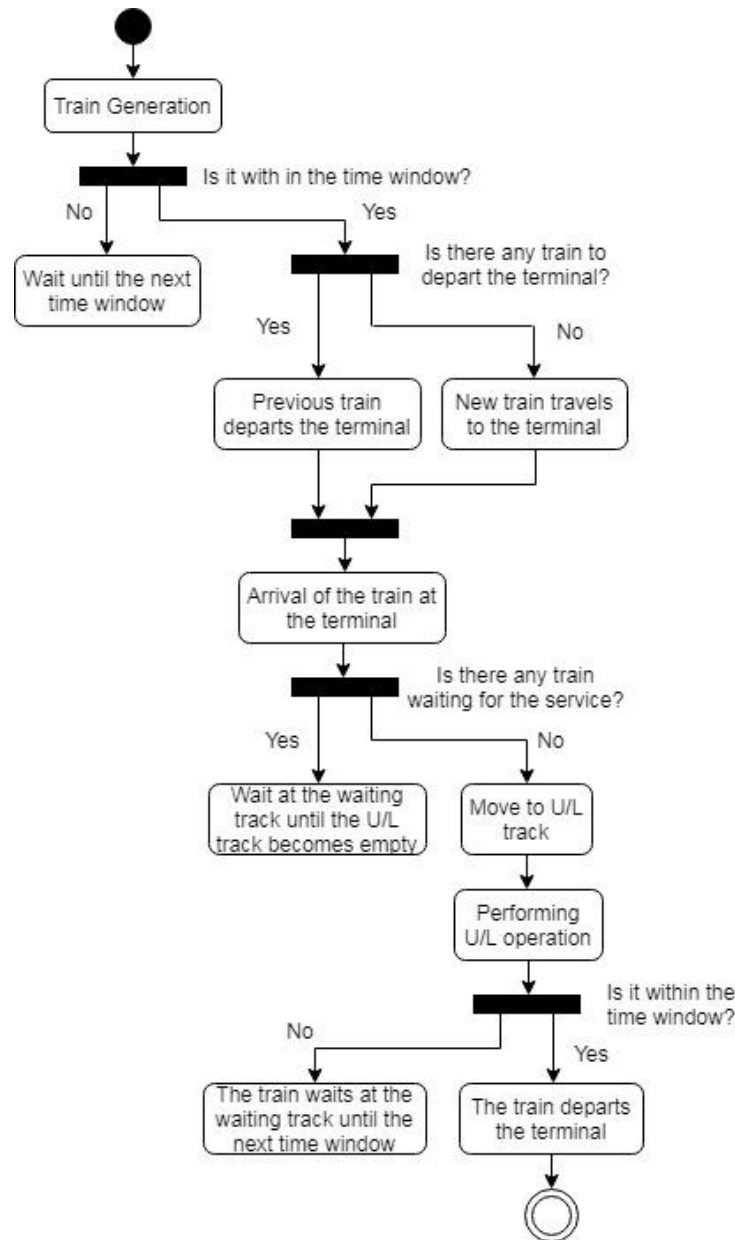 Train Generation
Is it with in the time window?
No
Yes
Wait until the next
time window
Is there any train to
depart the terminal?
Yes
No
Previous train
departs the terminal
New train travels
to the terminal
Arrival of the train at
the terminal
Is there any train
waiting for the service?
Yes
No
Wait at the waiting
track until the U/L
track becomes empty
Move to U/L
track
Performing
U/L operation
Is it within the
time window?
No
Yes
The train waits at the
waiting track until the
next time window
The train departs
the terminal